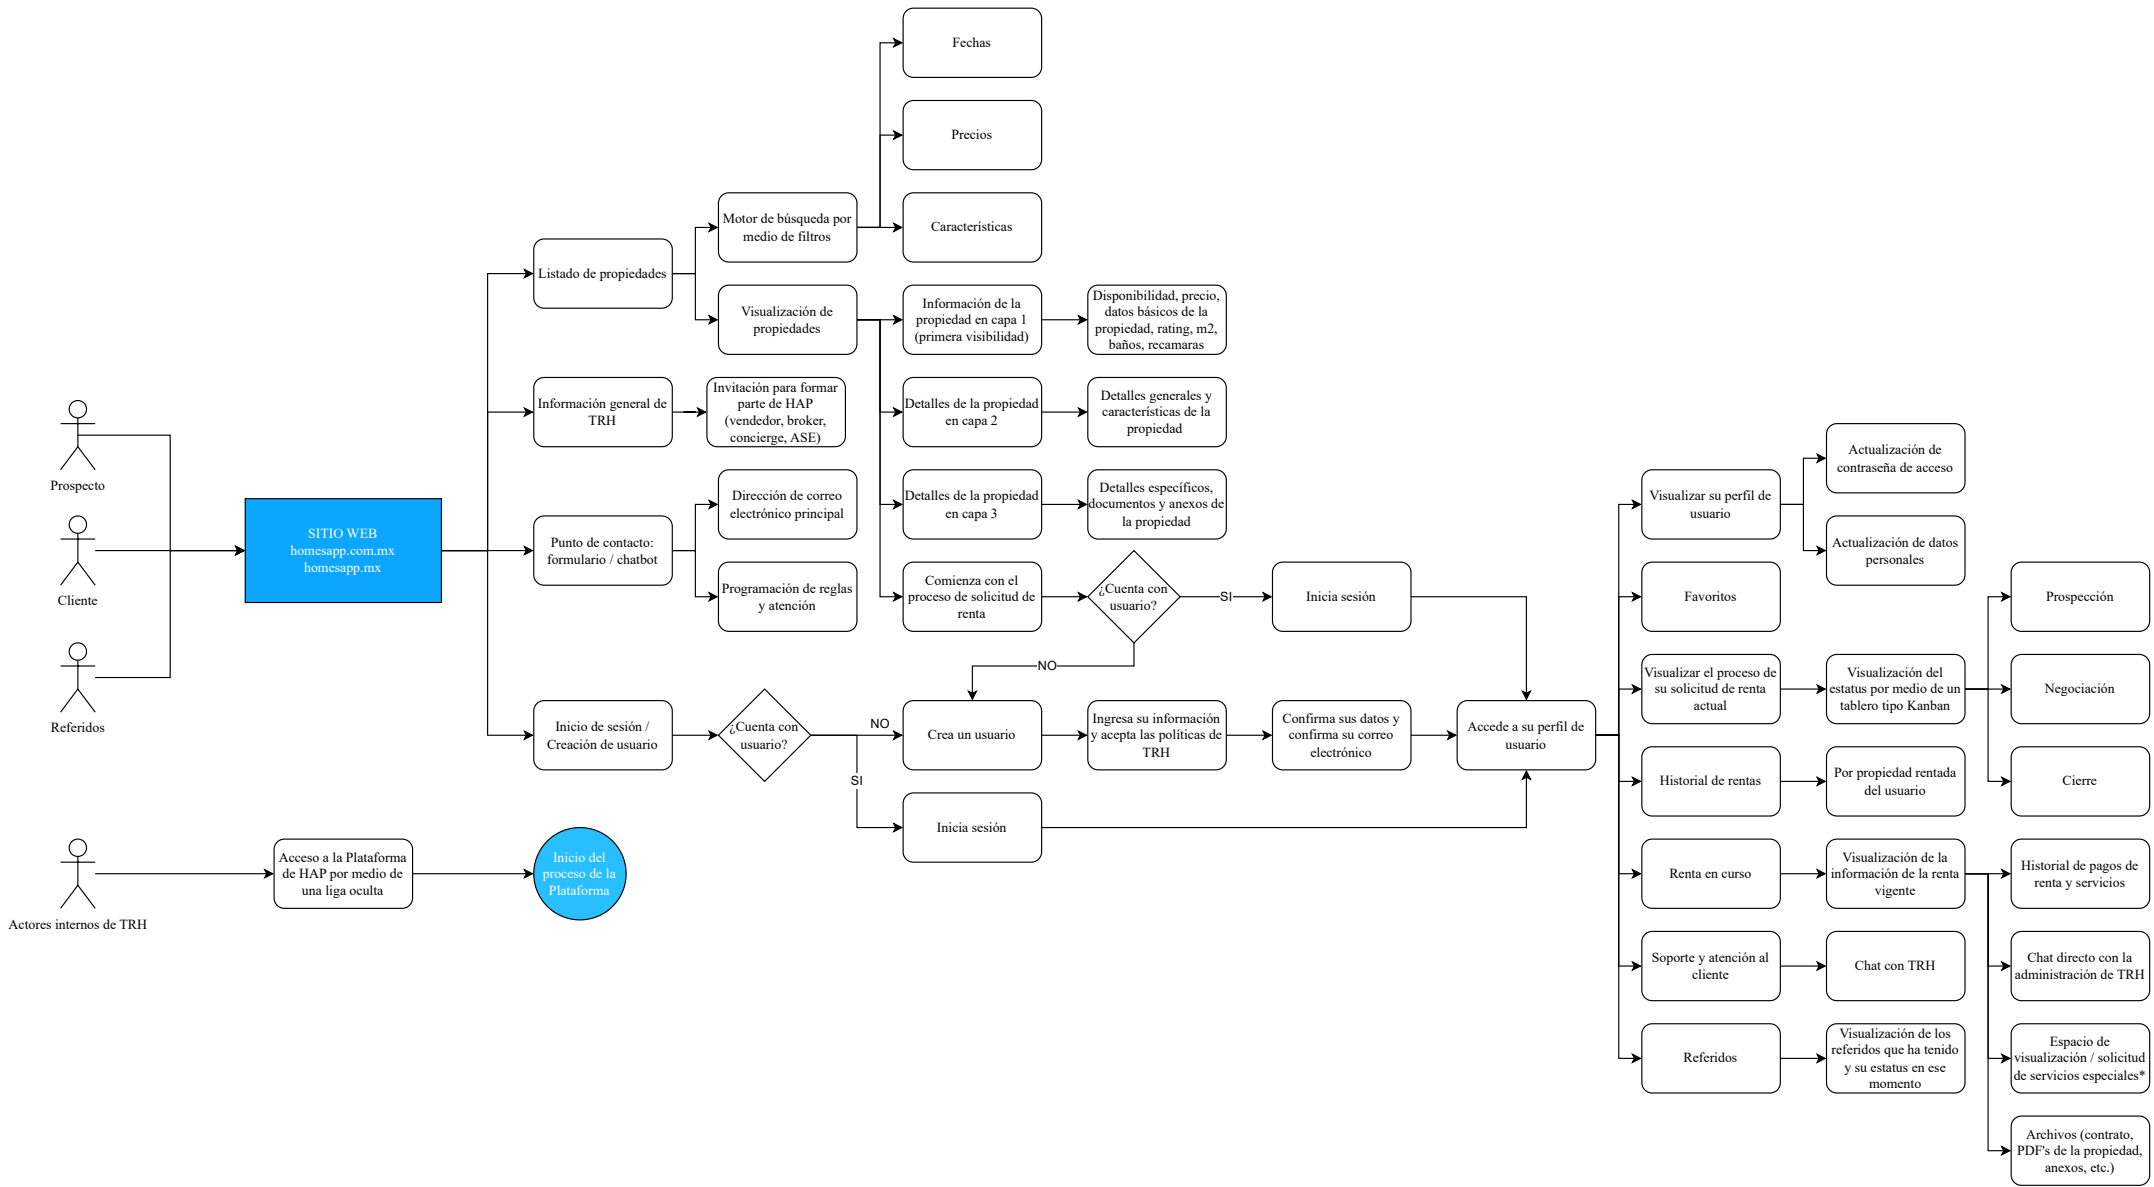 Fechas
Precios
Motor de búsqueda por
medio de filtros
Características
Listado de propiedades
Visualización de
propiedades
Información de la
propiedad en capa 1
(primera visibilidad)
Disponibilidad, precio,
datos básicos de la
propiedad, rating, m2,
baños, recamaras
Información general de
TRH
Invitación para formar
parte de HAP
(vendedor, broker,
concierge, ASE)
Detalles de la propiedad
en capa 2
Detalles generales y
características de la
propiedad
Prospecto
Dirección de correo
electrónico principal
Detalles de la propiedad
en capa 3
Detalles específicos,
documentos y anexos de
la propiedad
Visualizar su perfil de
usuario
Actualización de
contraseña de acceso
Actualización de datos
personales
SITIO WEB
homesapp.com.mx
homesapp.mx
Punto de contacto:
formulario / chatbot
Cliente
Programación de reglas
y atención
Comienza con el
proceso de solicitud de
renta
¿Cuenta con
usuario?
SI
Inicia sesión
Favoritos
Prospección
NO
Referidos
Inicio de sesión /
Creación de usuario
¿Cuenta con
usuario?
NO
SI
Crea un usuario
Ingresa su información
y acepta las políticas de
TRH
Confirma sus datos y
confirma su correo
electrónico
Accede a su perfil de
usuario
Visualizar el proceso de
su solicitud de renta
actual
Visualización del
estatus por medio de un
tablero tipo Kanban
Negociación
Historial de rentas
Por propiedad rentada
del usuario
Cierre
Inicia sesión
Actores internos de TRH
Acceso a la Plataforma
de HAP por medio de
una liga oculta
Inicio del
proceso de la
Plataforma
Renta en curso
Visualización de la
información de la renta
vigente
Historial de pagos de
renta y servicios
Soporte y atención al
cliente
Chat con TRH
Chat directo con la
administración de TRH
Referidos
Visualización de los
referidos que ha tenido
y su estatus en ese
momento
Espacio de
visualización / solicitud
de servicios especiales*
Archivos (contrato,
PDF's de la propiedad,
anexos, etc.)